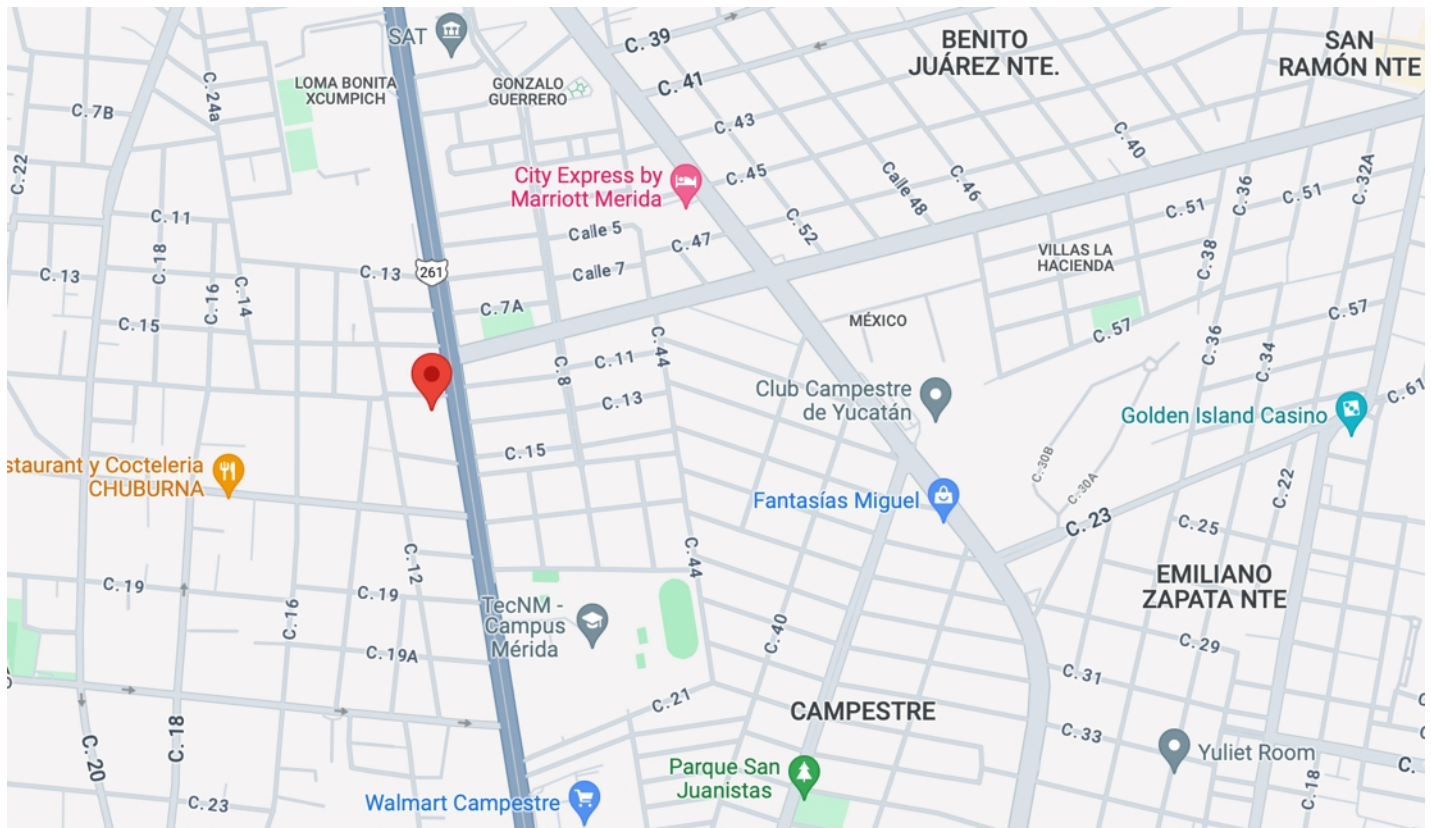 SAT
C. 39
BENITO
JUÁREZ NTE.
SAN
RAMÓN NTE
C. 24a
LOMA BONITA
XCUMPICH
GONZALO
GUERRERO
C. 41
C. 7B
C. 43
C. 40
C. 22
City Express by
Marriott Merida
C. 45
Calle 48
C. 46
C. 36
C. 51
C. 32A
C. 11
Calle 5
C. 52
C. 51
C. 47
C. 18
VILLAS LA
HACIENDA
C. 38
C. 13
C. 13
261
Calle 7
C. 16
C. 14
C. 7A
C. 57
C. 15
MÉXICO
C. 57
C. 44
C. 36
C. 34
C. 8
C. 11
Club Campestre
de Yucatán
C. 61
C. 13
Golden Island Casino
C. 15
staurant y Cocteleria
CHUBURNA
C. 30B
C. 30A
C. 22
Fantasías Miguel
C. 23
C. 25
C. 12
C. 44
EMILIANO
ZAPATA NTE
C. 19
C. 19
TecNM -
Campus
Mérida
C. 16
C. 40
C. 29
C. 19A
C. 31
C. 21
CAMPESTRE
C. 33
C. 18
C. 20
Yuliet Room
C.
Parque San
Juanistas
C. 18
C. 23
Walmart Campestre